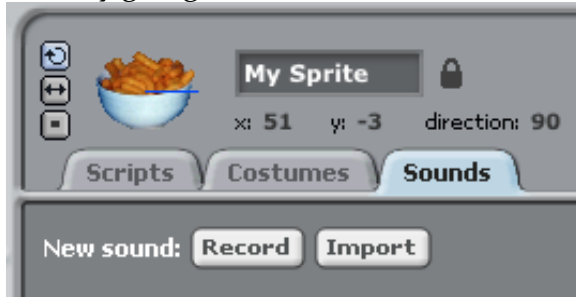 My Sprite
x: 51 y: -3 direction: 90
Scripts Costumes Sounds
New sound: Record Import